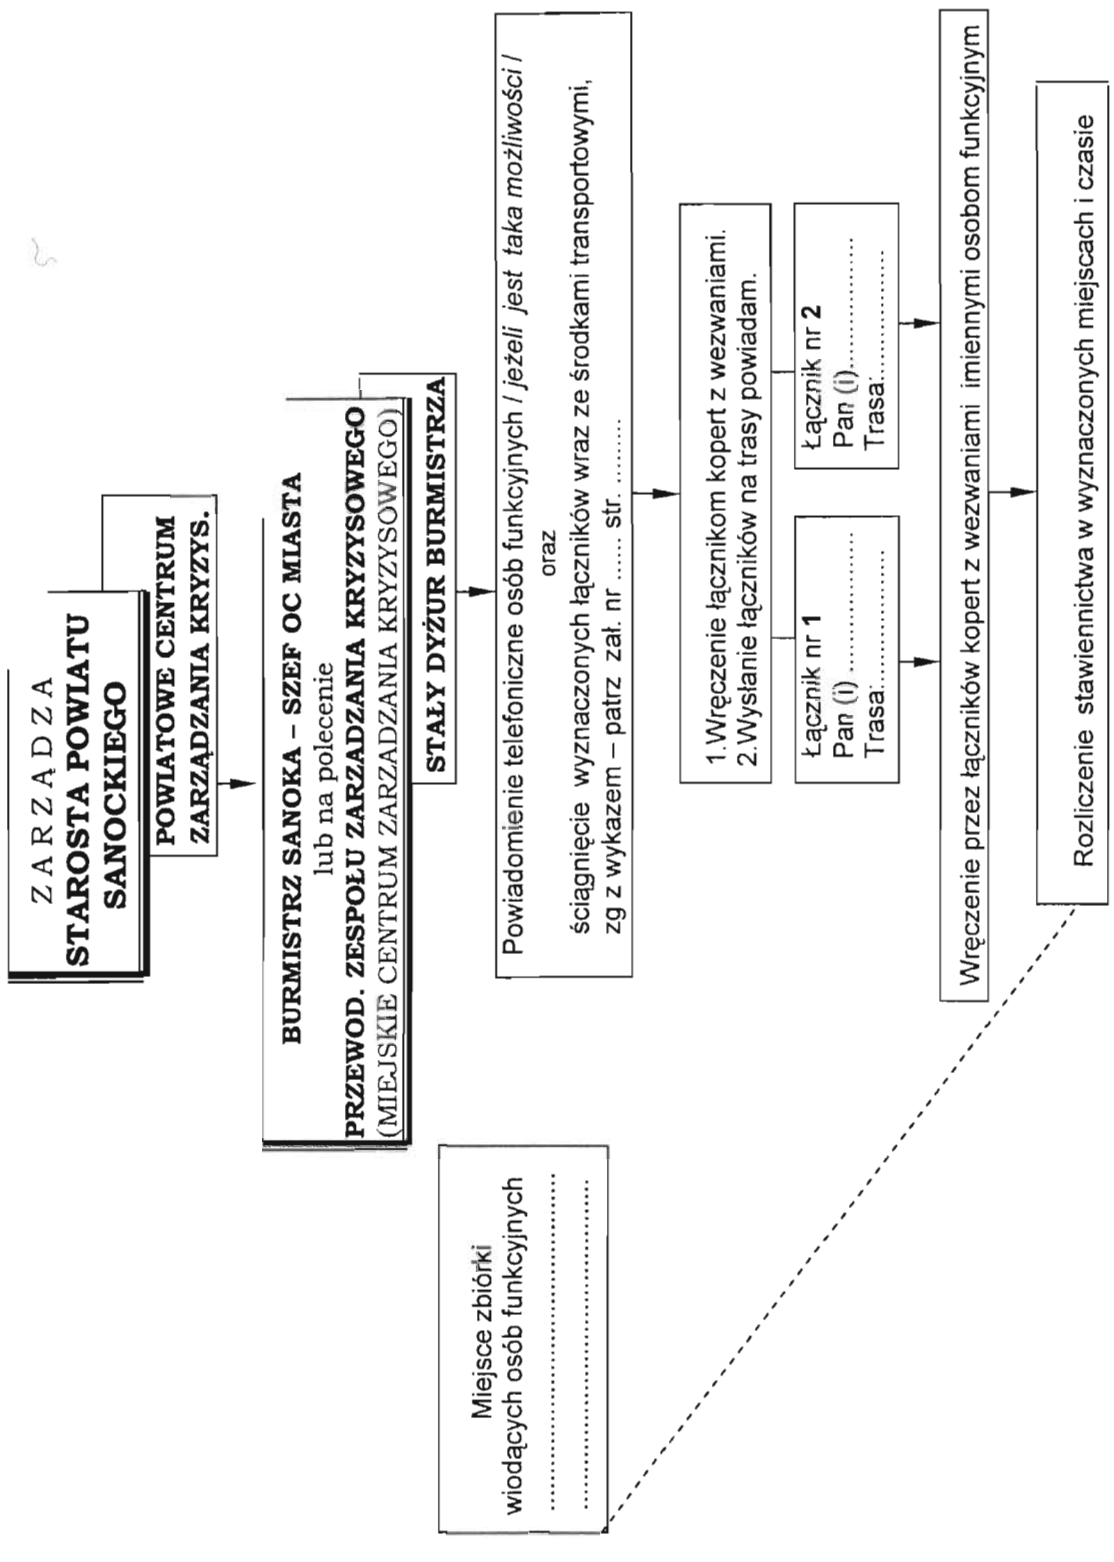 Z A R Z Ą D Z A
STAROSTA POWIATU
SANOCKIEGO
POWIATOWE CENTRUM
ZARZĄDZANIA KRYZYS.
BURMISTRZ SANOKA – SZEF OC MIASTA
lub na polecenie
PRZEWOD. ZESPOŁU ZARZADZANIA KRYZYSOWEGO
(MIEJSKIE CENTRUM ZARZADZANIA KRYZYSOWEGO)
STAŁY DYŻUR BURMISTRZA
Miejsce zbiórki
wiodących osób funkcyjnych
..........................................................
..........................................................
Powiadomienie telefoniczne osób funkcyjnych / jeżeli jest taka możliwości /
oraz
ściągnięcie wyznaczonych łączników wraz ze środkami transportowymi,
zg z wykazem – patrz zał. nr ...... str. ..........
1.Wręczenie łącznikom kopert z wezwaniami.
2.Wysłanie łączników na trasy powiadam.
Łącznik nr 1
Pan (i) ........................
Trasa:........................
Łącznik nr 2
Pan (i)........................
Trasa:........................
Wręczenie przez łączników kopert z wezwaniami imiennymi osobom funkcyjnym
Rozliczenie stawiennictwa w wyznaczonych miejscach i czasie